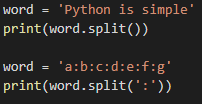 word = 'Python is simple'
print(word.split())
word = 'a:b:c:d:e:f:g'
print(word.split(':'))